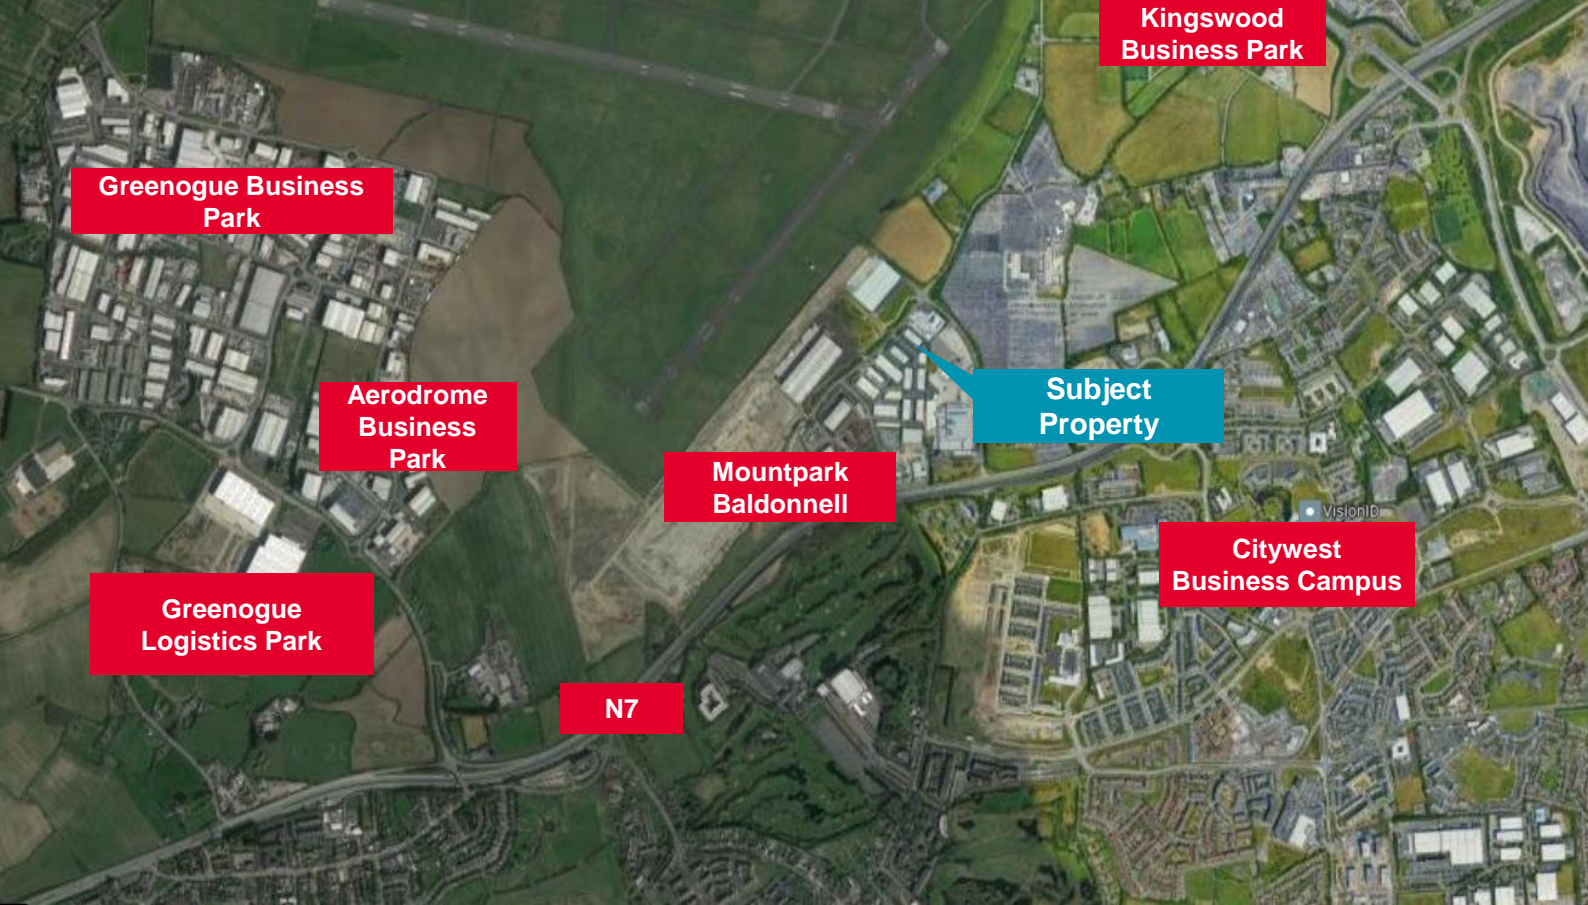 Kingswood
Business Park
Greenogue Business
Park
Aerodrome
Business
Park
Subject
Property
Mountpark
Baldonnell
VisionID
Citywest
Business Campus
Greenogue
Logistics Park
N7